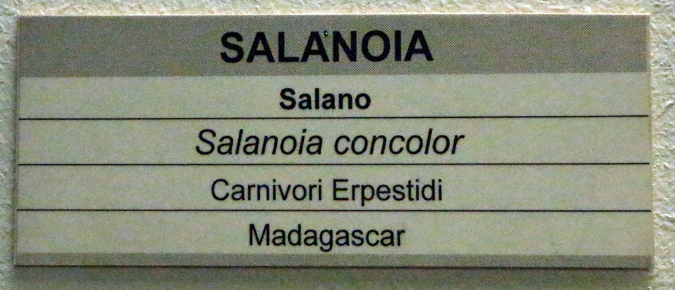 SALANOIA
Salano
Salanoia concolor
Carnivori Erpestidi
Madagascar